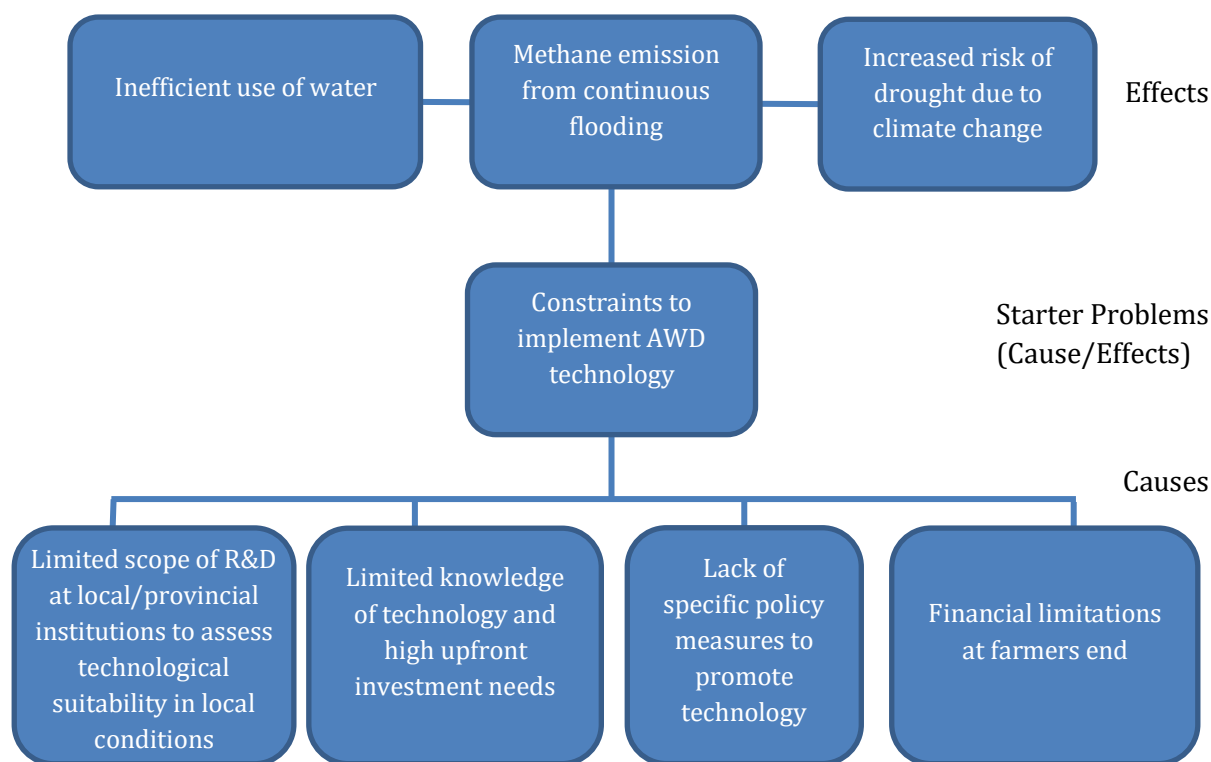 Inefficient use of water
Methane emission
from continuous
flooding
Increased risk of
drought due to
climate change
Effects
Constraints to
implement AWD
technology
Starter Problems
(Cause/Effects)
Causes
Limited scope of R&D
at local/provincial
institutions to assess
technological
suitability in local
conditions
Limited knowledge
of technology and
high upfront
investment needs
Lack of
specific policy
measures to
promote
technology
Financial limitations
at farmers end